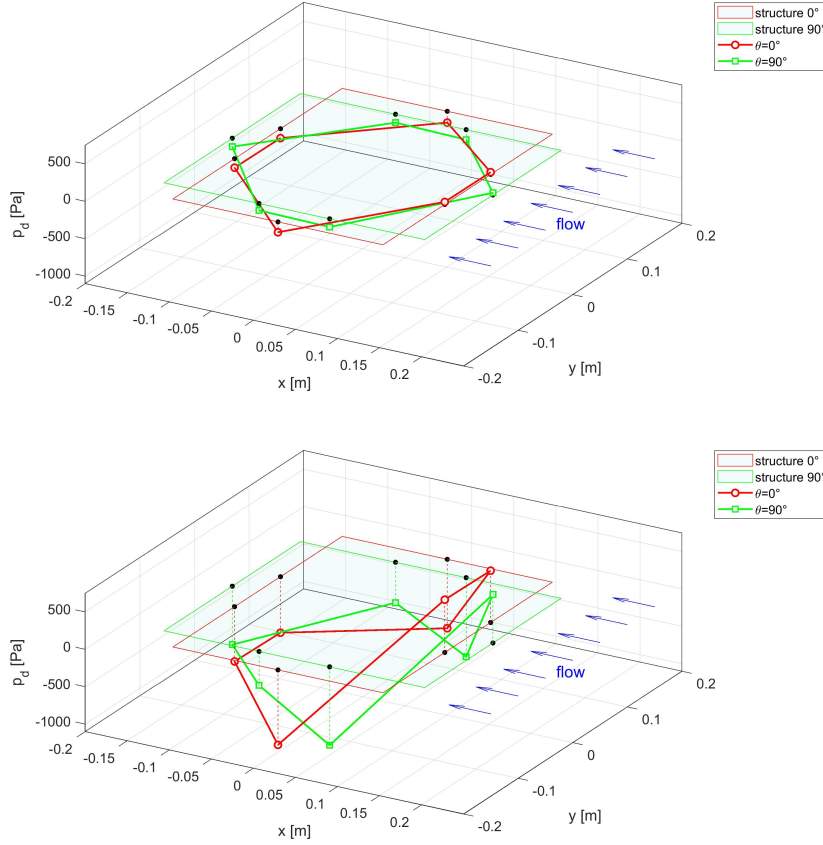 structure 0°
structure 90°
θ=0°
θ=90°
500
0
-500
-1000
p_d [Pa]
-0.2
-0.15
-0.1
-0.05
0
0.05
0.1
0.15
0.2
x [m]
-0.2
-0.1
0
0.1
0.2
y [m]
flow
structure 0°
structure 90°
θ=0°
θ=90°
500
0
-500
-1000
p_d [Pa]
-0.2
-0.15
-0.1
-0.05
0
0.05
0.1
0.15
0.2
x [m]
-0.2
-0.1
0
0.1
0.2
y [m]
flow